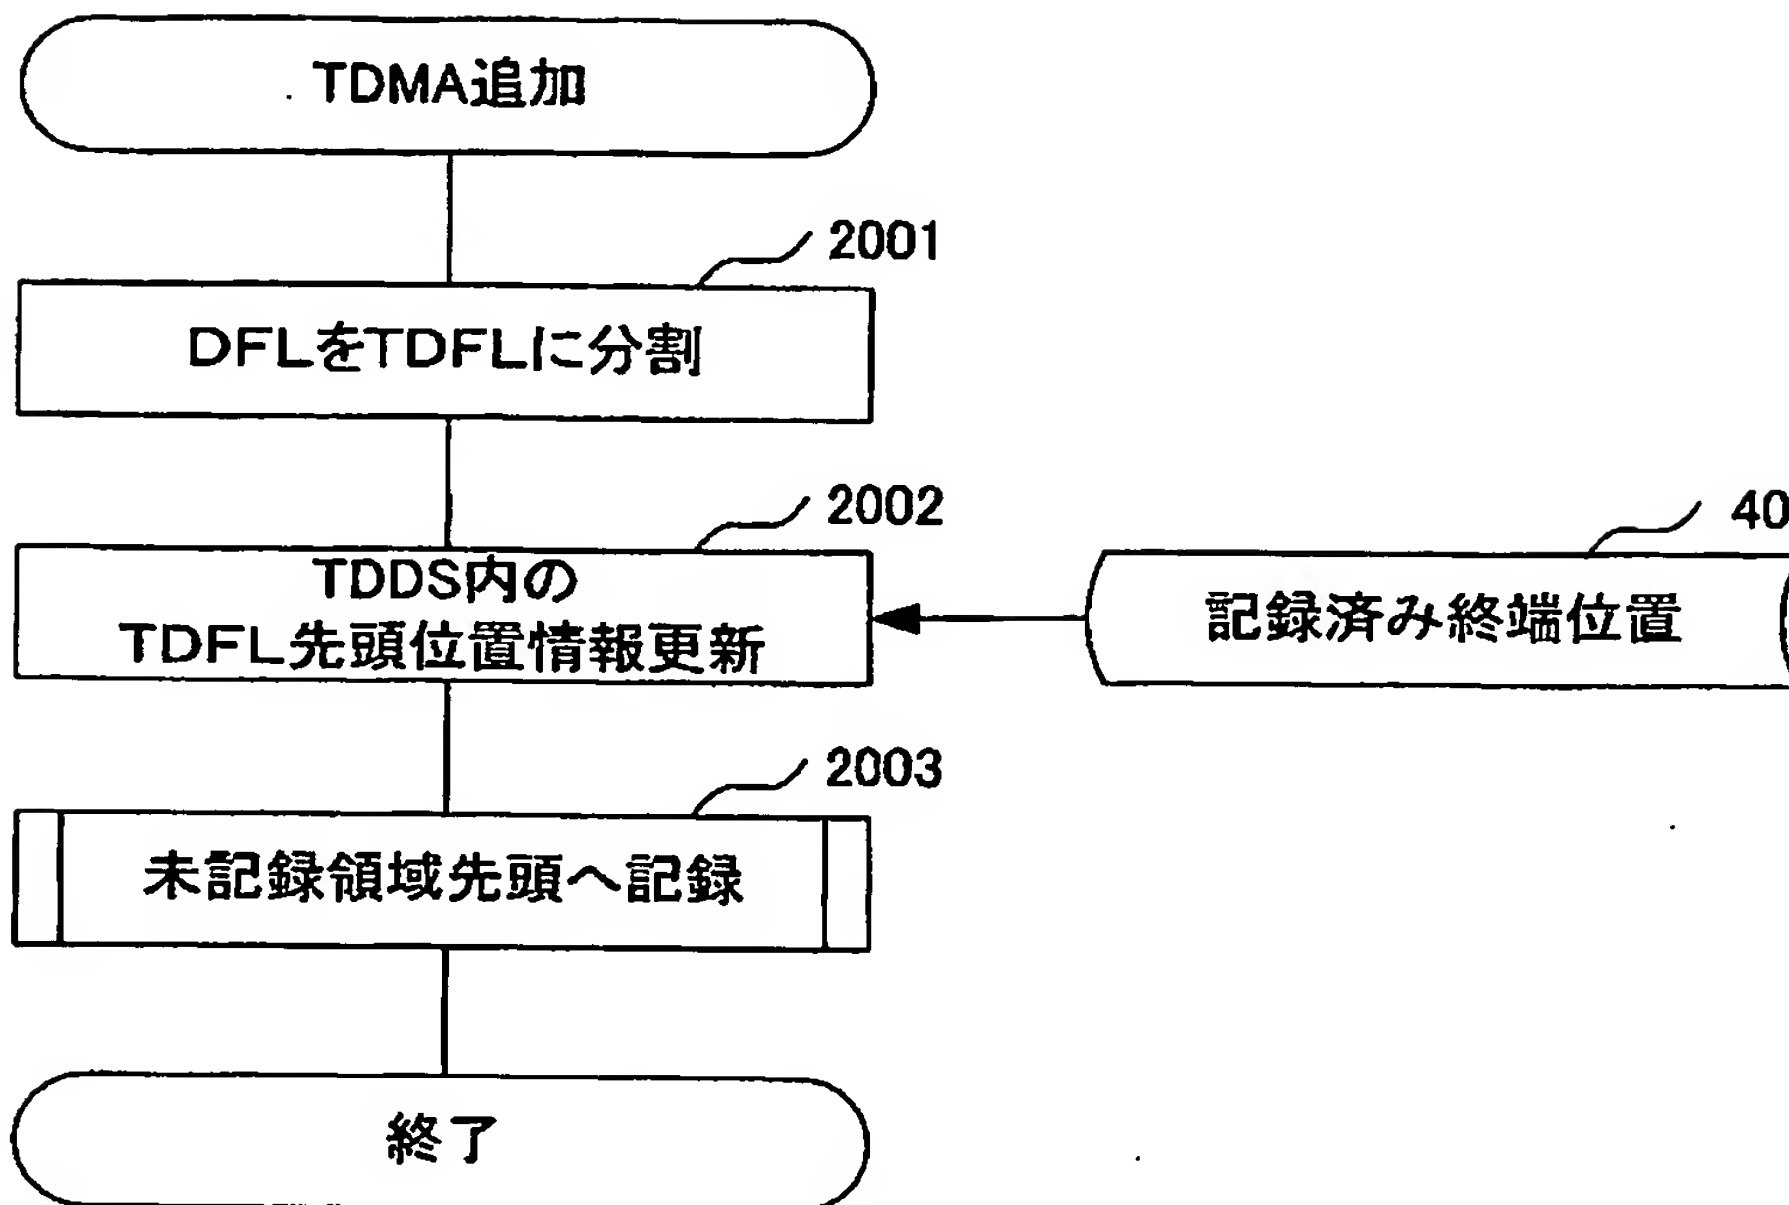 TDMA追加
2001
DFLをTDFLに分割
2002
TDDS内の
TDFL先頭位置情報更新
40
記録済み終端位置
2003
未記録領域先頭へ記録
終了